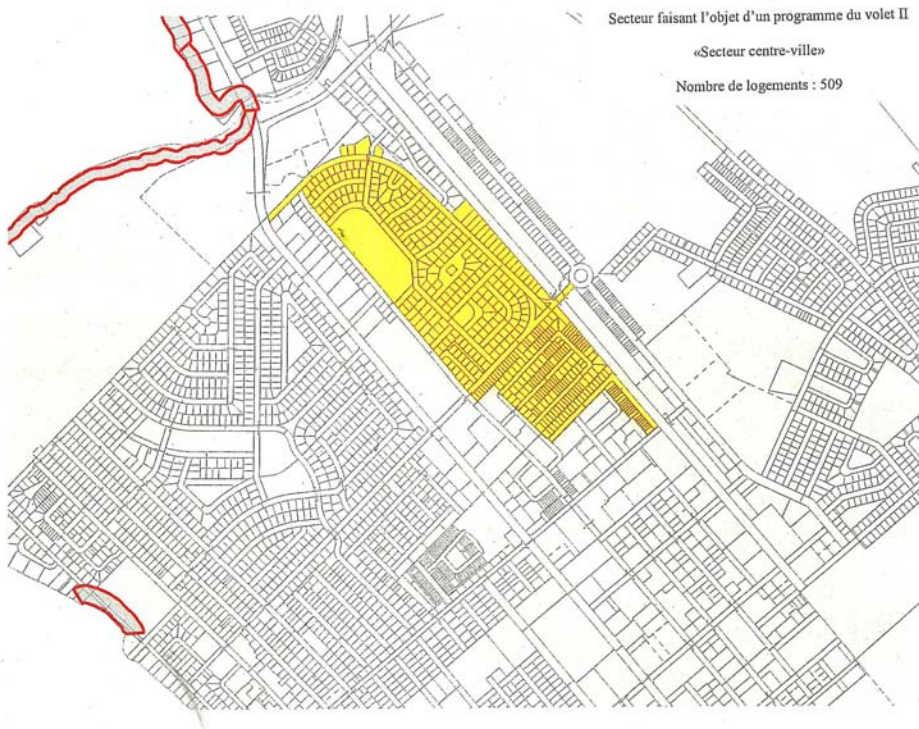 Secteur faisant l'objet d'un programme du volet II
«Secteur centre-ville»
Nombre de logements : 509